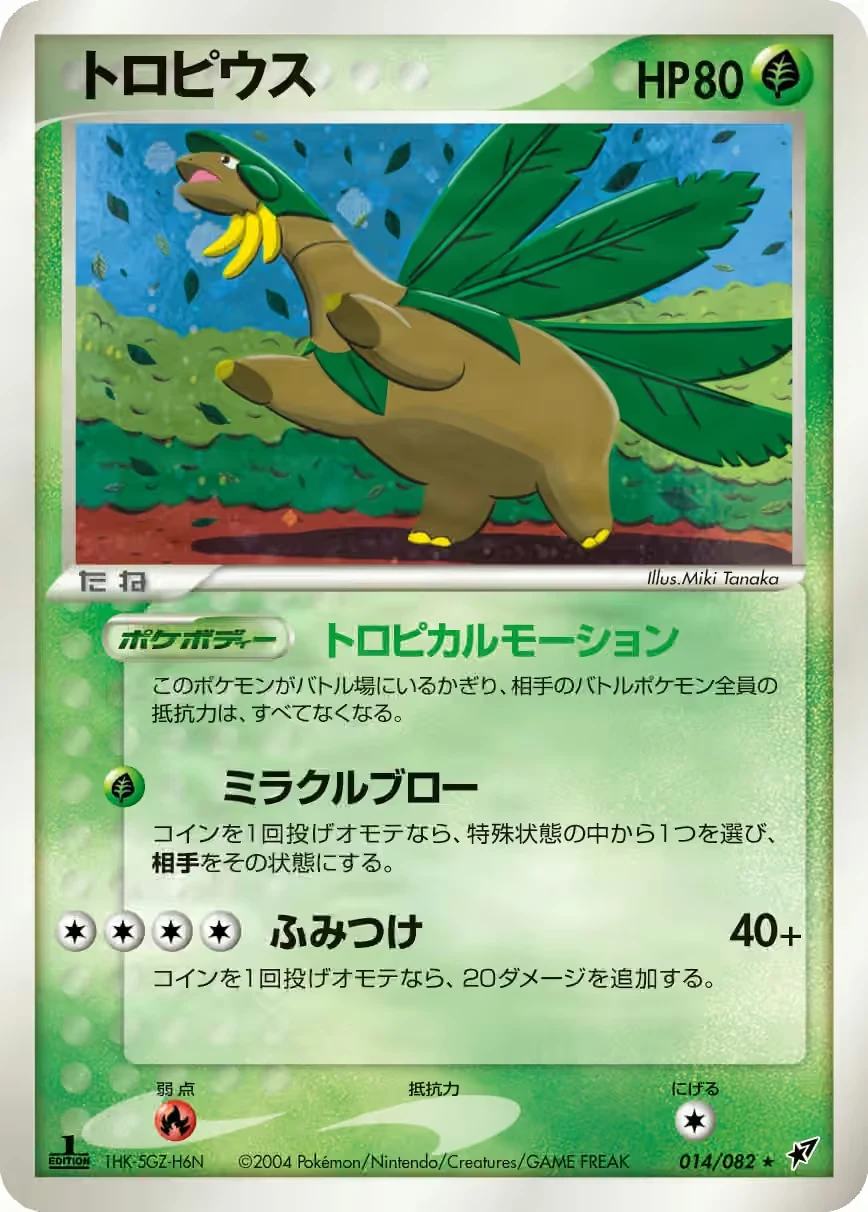 トロピウス HP80
たね Illus.Miki Tanaka
ポケボディー トロピカルモーション
このポケモンがバトル場にいるかぎり、相手のバトルポケモン全員の
抵抗力は、すべてなくなる。
ミラクルブロー
コインを1回投げオモテなら、特殊状態の中から1つを選び、
相手をその状態にする。
ふみつけ 40+
コインを1回投げオモテなら、20ダメージを追加する。
弱点 抵抗力 にげる
1 EDITION 1HK-5GZ-H6N ©2004 Pokémon/Nintendo/Creatures/GAME FREAK 014/082 ★